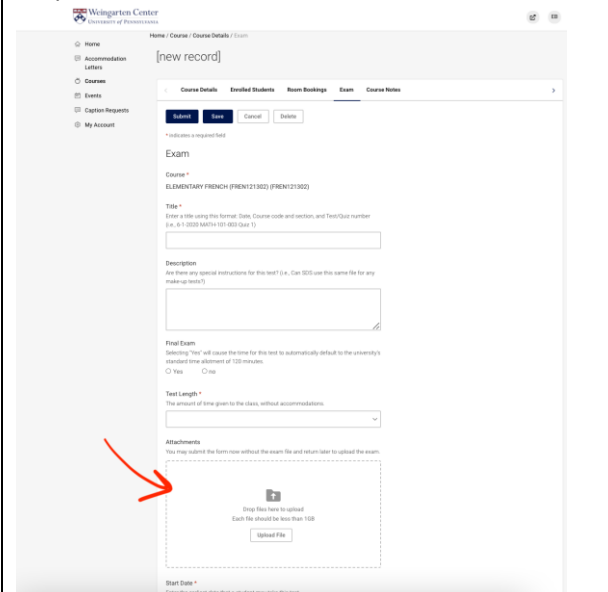 Weingarten Center
UNIVERSITY of PENNSYLVANIA
EB
Home / Course / Course Details / Exam
Home
[new record]
Accommodation
Letters
Courses
Course Details Enrolled Students Room Bookings Exam Course Notes
Events
Caption Requests
Submit Save Cancel Delete
My Account
* indicates a required field
Exam
Course *
ELEMENTARY FRENCH (FREN121302) (FREN121302)
Title *
Enter a title using this format: Date, Course code and section, and Test/Quiz number
(i.e., 6-1-2020 MATH-101-003 Quiz 1)
Description
Are there any special instructions for this test? (i.e., Can SDS use this same file for any
make-up tests?)
Final Exam
Selecting "Yes" will cause the time for this test to automatically default to the university's
standard time allotment of 120 minutes.
Yes no
Test Length *
The amount of time given to the class, without accommodations.
Attachments
You may submit the form now without the exam file and return later to upload the exam.
Drop files here to upload
Each file should be less than 1GB
Upload File
Start Date *